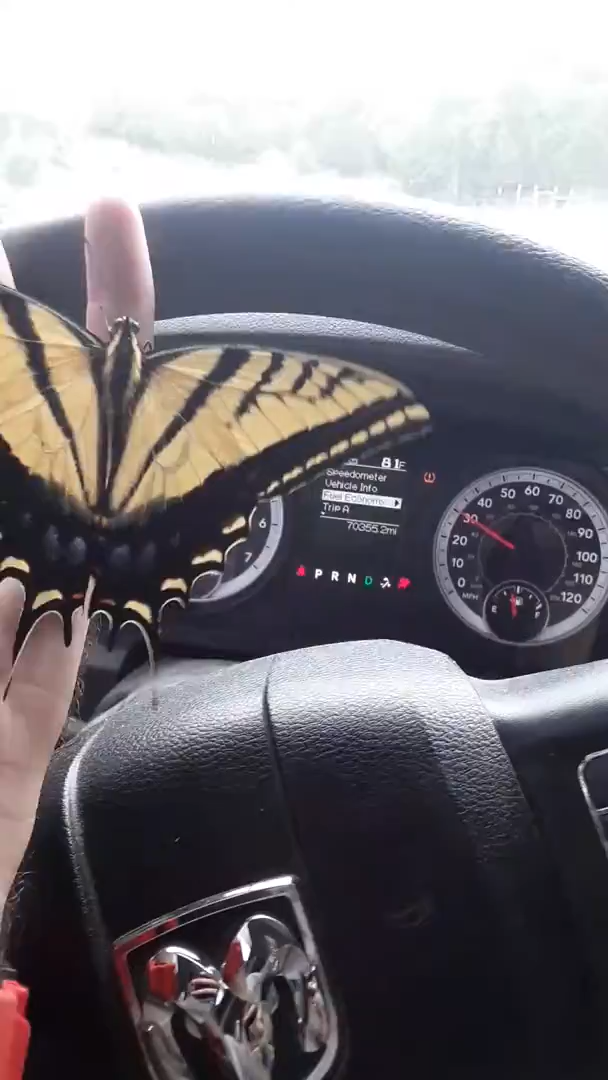 81F
Speedometer
Vehicle Info
Fuel Economy
Trip A
70355.2mi
6
7
P R N D
0 10 20 30 40 50 60 70 80 90 100 110 120
MPH
E F